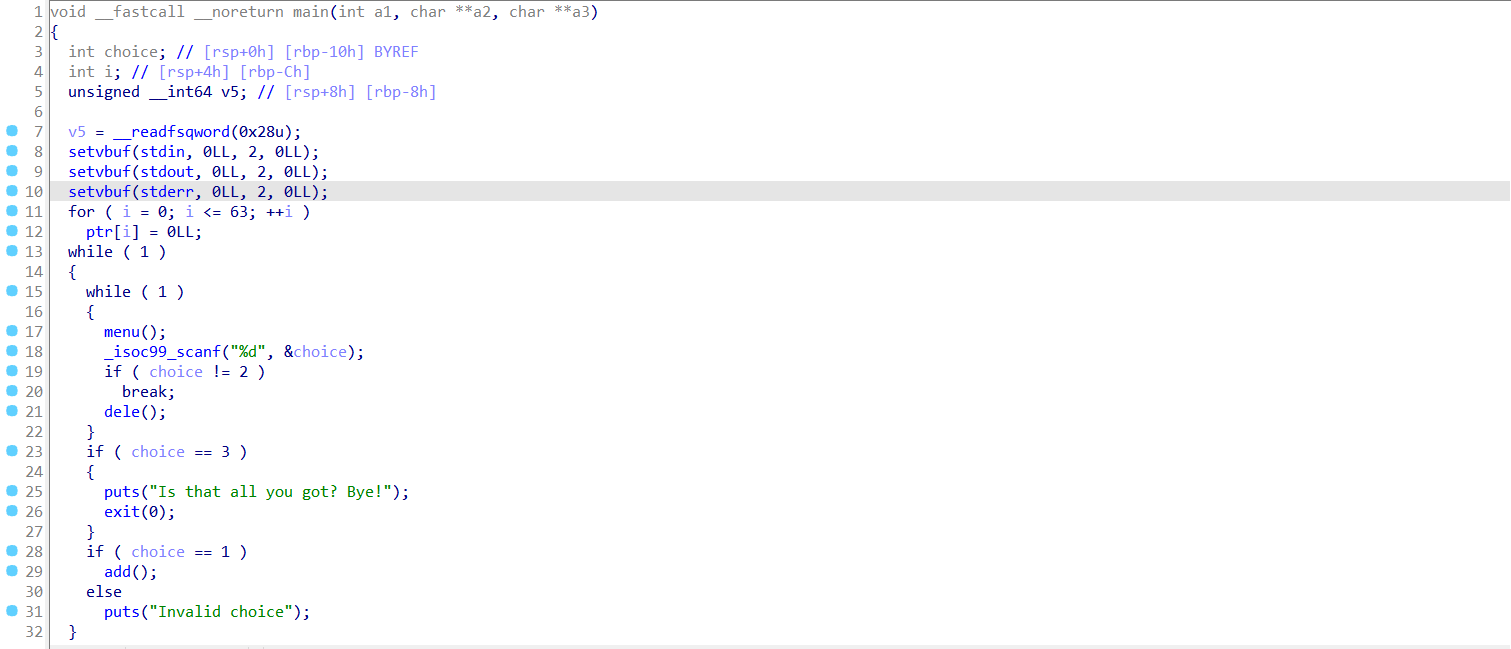 1 void __fastcall __noreturn main(int a1, char **a2, char **a3)
2 {
3   int choice; // [rsp+0h] [rbp-10h] BYREF
4   int i; // [rsp+4h] [rbp-Ch]
5   unsigned __int64 v5; // [rsp+8h] [rbp-8h]
6
7   v5 = __readfsqword(0x28u);
8   setvbuf(stdin, 0LL, 2, 0LL);
9   setvbuf(stdout, 0LL, 2, 0LL);
10   setvbuf(stderr, 0LL, 2, 0LL);
11   for ( i = 0; i <= 63; ++i )
12     ptr[i] = 0LL;
13   while ( 1 )
14   {
15     while ( 1 )
16     {
17       menu();
18       _isoc99_scanf("%d", &choice);
19       if ( choice != 2 )
20         break;
21       dele();
22     }
23     if ( choice == 3 )
24     {
25       puts("Is that all you got? Bye!");
26       exit(0);
27     }
28     if ( choice == 1 )
29       add();
30     else
31       puts("Invalid choice");
32   }